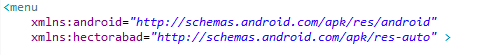 <menu
xmlns:android="http://schemas.android.com/apk/res/android"
xmlns:hectorabad="http://schemas.android.com/apk/res-auto" >